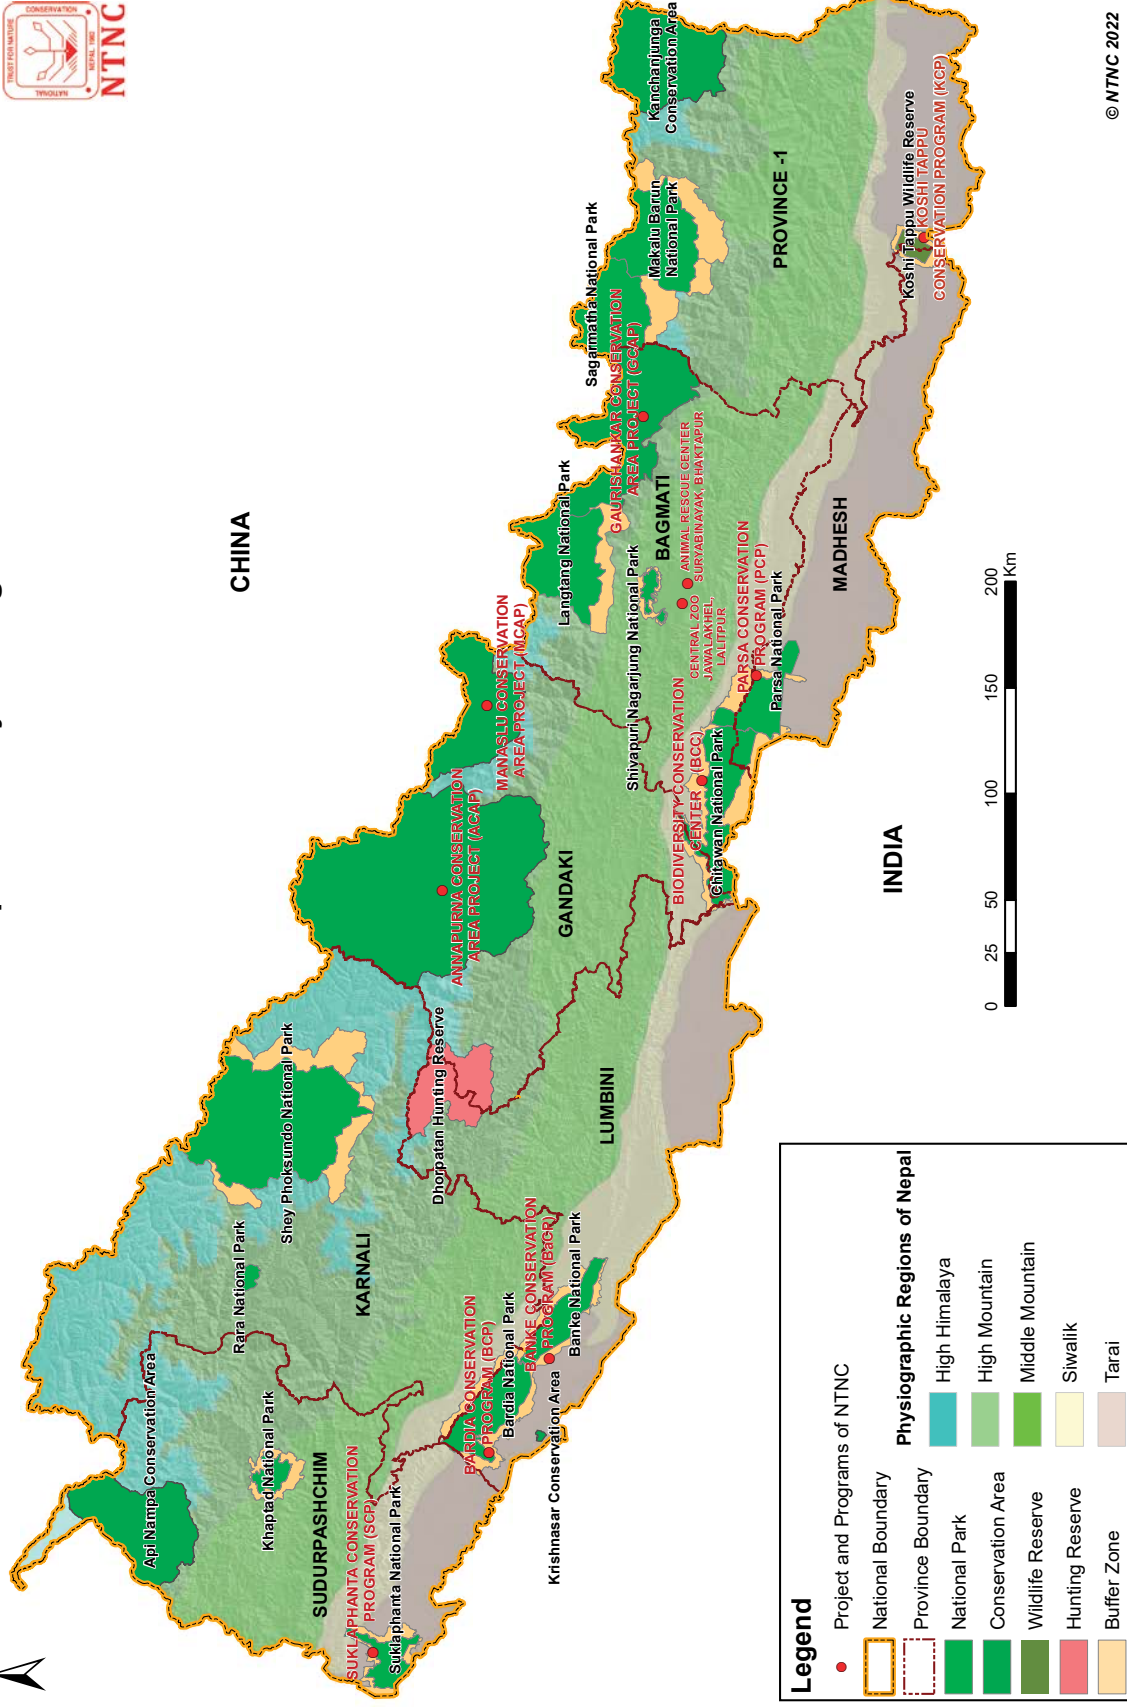 CONSERVATION
TRUST FOR NATURE
NATIONAL
NEPAL 1982
NTNC
CHINA
Api Nampa Conservation Area
Khaptad National Park
SUDURPASHCHIM
SUKLAPHANTA CONSERVATION
PROGRAM (SCP)
Suklaphanta National Park
Rara National Park
KARNALI
Shey Phoksundo National Park
Dhorpatan Hunting Reserve
BARDIA CONSERVATION
PROGRAM (BCP)
Bardia National Park
BANKE CONSERVATION
PROGRAM (BaCP)
Banke National Park
Krishnasar Conservation Area
LUMBINI
ANNAPURNA CONSERVATION
AREA PROJECT (ACAP)
GANDAKI
MANASLU CONSERVATION
AREA PROJECT (MCAP)
Langtang National Park
Shivapuri Nagarjung National Park
BAGMATI
CENTRAL ZOO
JAWALAKHEL,
LALITPUR
ANIMAL RESCUE CENTER
SURYABINAYAK, BHAKTAPUR
BIODIVERSITY CONSERVATION
CENTER (BCC)
Chitawan National Park
PARSA CONSERVATION
PROGRAM (PCP)
Parsa National Park
GAURISHANKAR CONSERVATION
AREA PROJECT (GCAP)
Sagarmatha National Park
Makalu Barun
National Park
Kanchanjunga
Conservation Area
PROVINCE -1
MADHESH
Koshi Tappu Wildlife Reserve
KOSHI TAPPU
CONSERVATION PROGRAM (KCP)
INDIA
0 25 50 100 150 200
Km
Legend
Project and Programs of NTNC
National Boundary
Province Boundary
National Park
Conservation Area
Wildlife Reserve
Hunting Reserve
Buffer Zone
Physiographic Regions of Nepal
High Himalaya
High Mountain
Middle Mountain
Siwalik
Tarai
© NTNC 2022